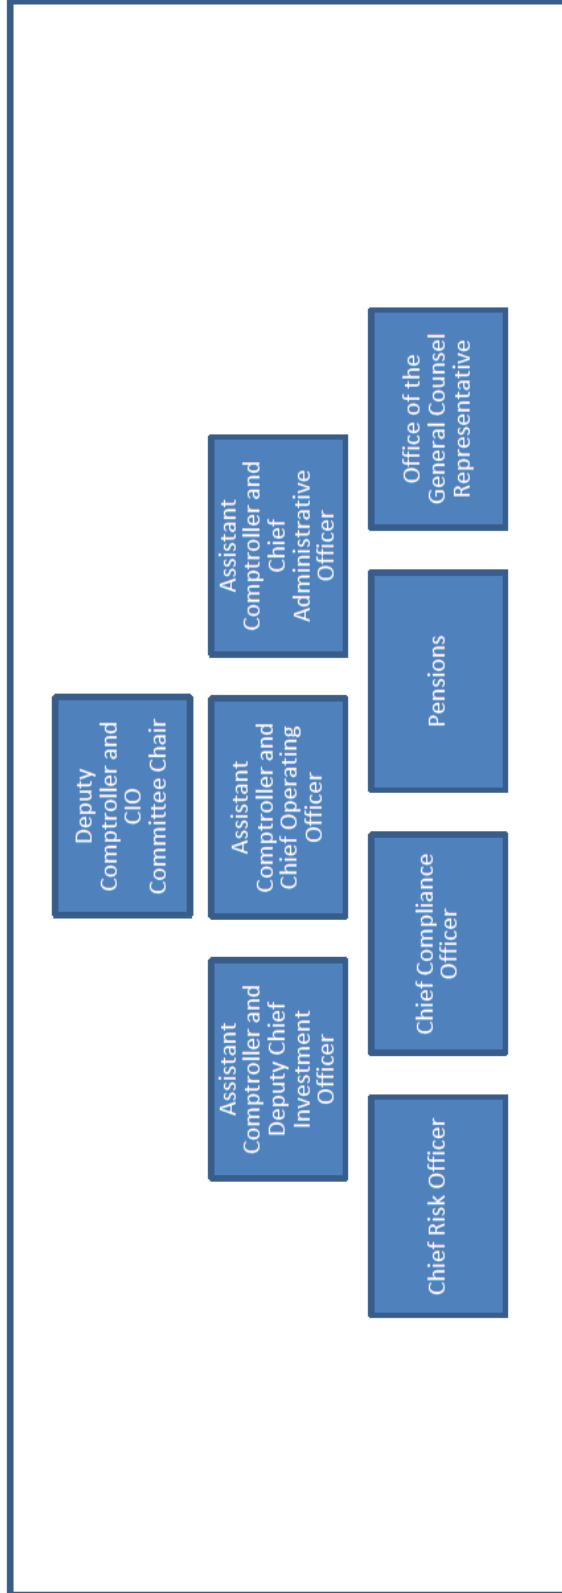 Deputy
Comptroller and
CIO
Committee Chair
Assistant
Comptroller and
Deputy Chief
Investment
Officer
Assistant
Comptroller and
Chief Operating
Officer
Assistant
Comptroller and
Chief
Administrative
Officer
Chief Risk Officer
Chief Compliance
Officer
Pensions
Office of the
General Counsel
Representative